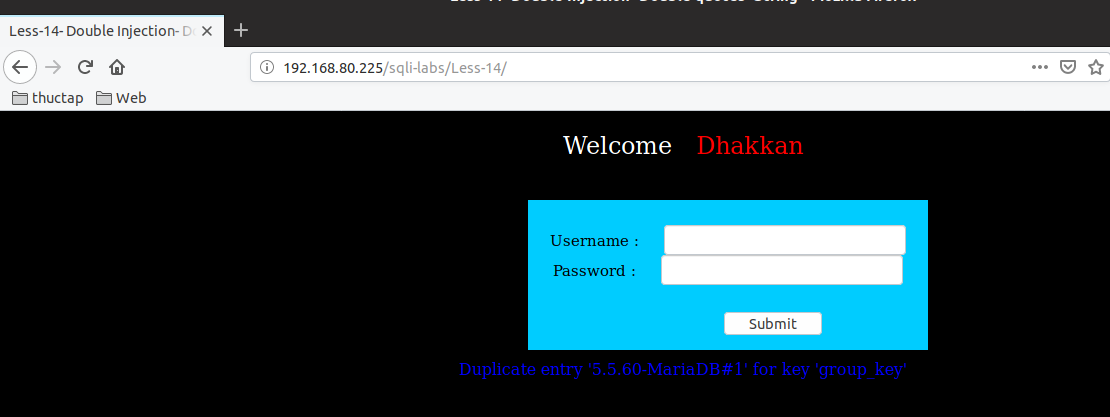 Less-14- Double Injection- D
192.168.80.225/sqli-labs/Less-14/
thuctap Web
Welcome Dhakkan
Username :
Password :
Submit
Duplicate entry '5.5.60-MariaDB#1' for key 'group_key'